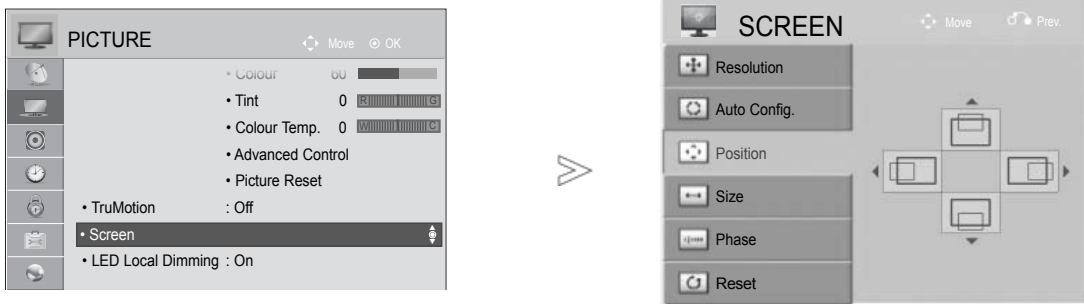 PICTURE
Move OK
• Colour 60
• Tint 0 R G
• Colour Temp. 0 W C
• Advanced Control
• Picture Reset
• TruMotion : Off
• Screen
• LED Local Dimming : On
SCREEN
Move Prev.
Resolution
Auto Config.
Position
Size
Phase
Reset